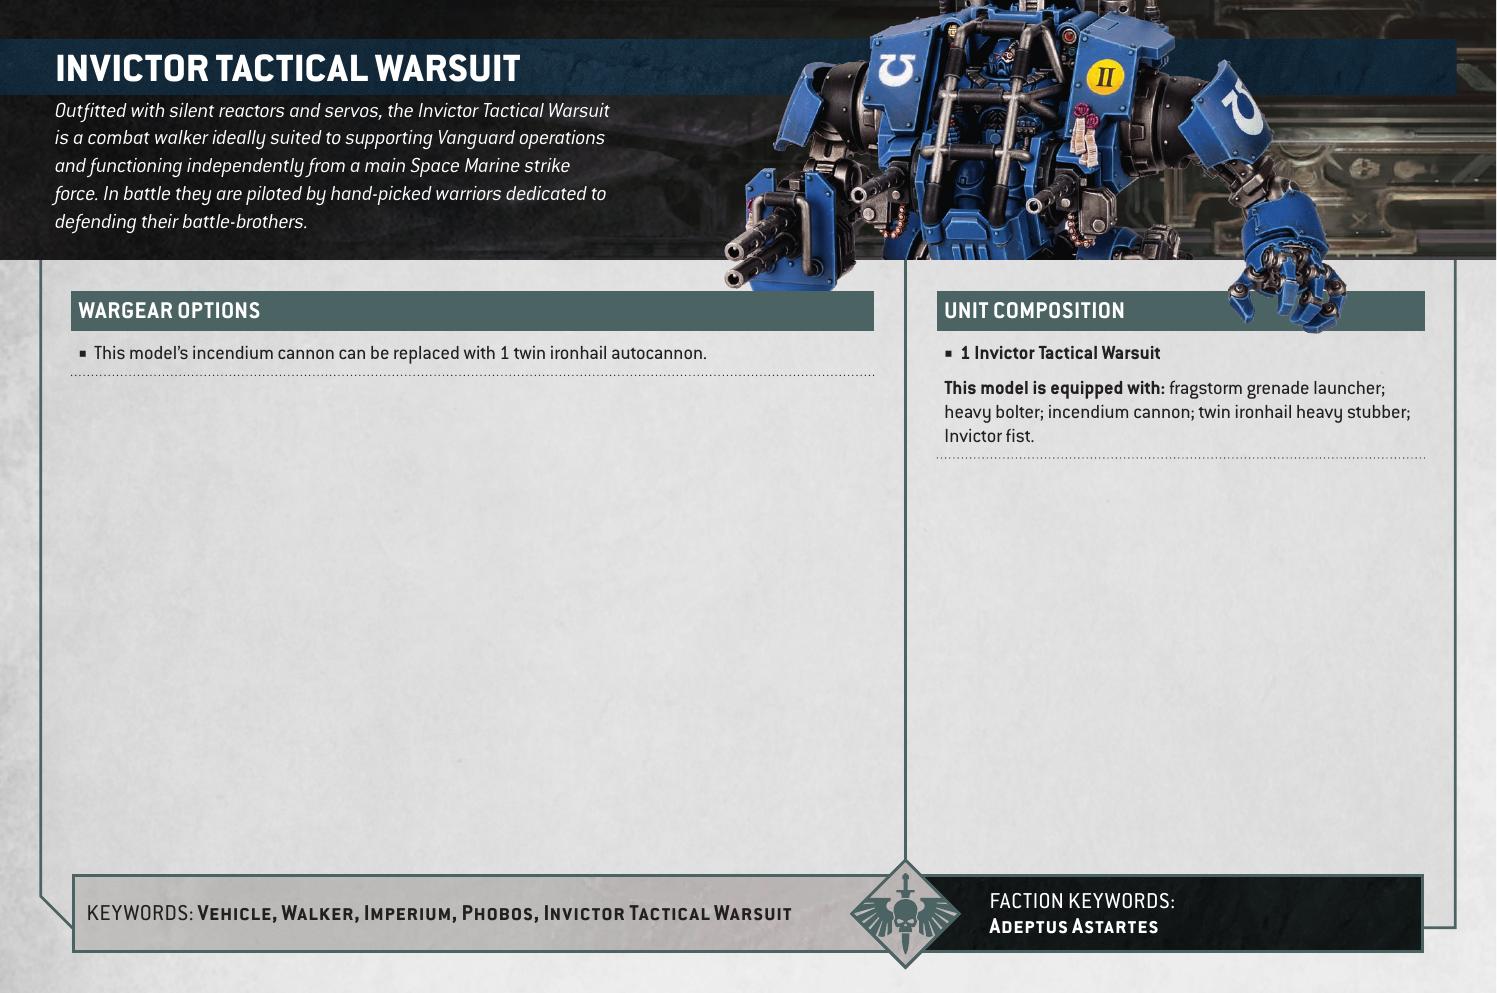 INVICTOR TACTICAL WARSUIT
Outfitted with silent reactors and servos, the Invictor Tactical Warsuit
is a combat walker ideally suited to supporting Vanguard operations
and functioning independently from a main Space Marine strike
force. In battle they are piloted by hand-picked warriors dedicated to
defending their battle-brothers.
II
WARGEAR OPTIONS
▪ This model’s incendium cannon can be replaced with 1 twin ironhail autocannon.
UNIT COMPOSITION
▪ 1 Invictor Tactical Warsuit
This model is equipped with: fragstorm grenade launcher;
heavy bolter; incendium cannon; twin ironhail heavy stubber;
Invictor fist.
KEYWORDS: VEHICLE, WALKER, IMPERIUM, PHOBOS, INVICTOR TACTICAL WARSUIT
FACTION KEYWORDS:
ADEPTUS ASTARTES